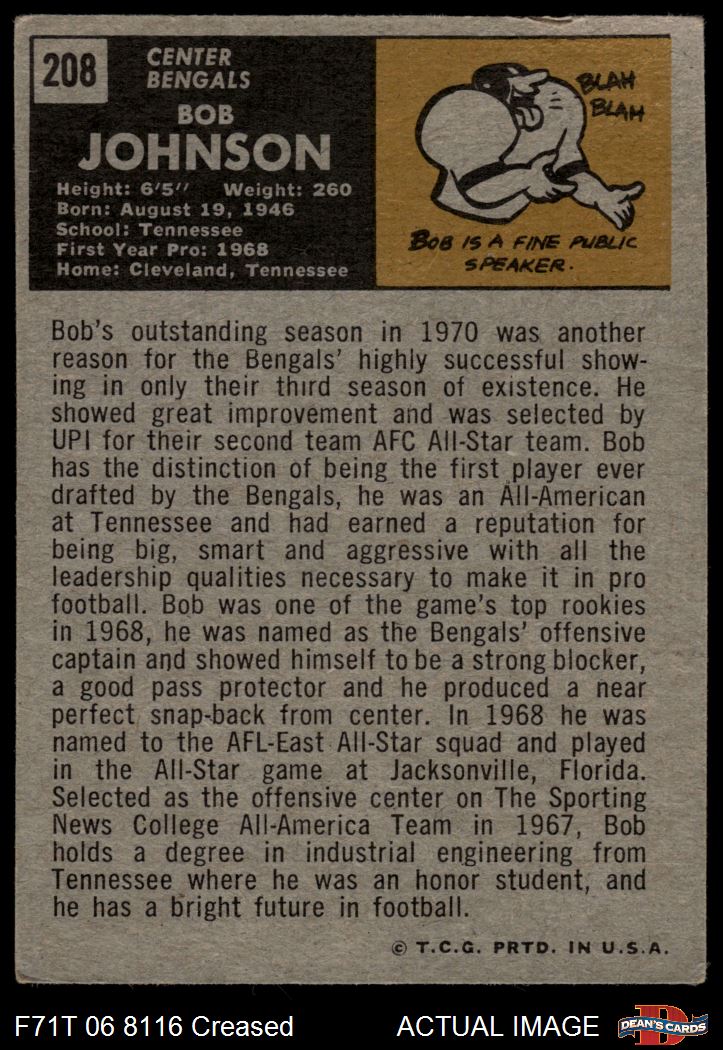 208
CENTER
BENGALS
BOB
JOHNSON
Height: 6'5" Weight: 260
Born: August 19, 1946
School: Tennessee
First Year Pro: 1968
Home: Cleveland, Tennessee
BLAH
BLAH
BOB IS A FINE PUBLIC
SPEAKER.
Bob's outstanding season in 1970 was another
reason for the Bengals' highly successful show-
ing in only their third season of existence. He
showed great improvement and was selected by
UPI for their second team AFC All-Star team. Bob
has the distinction of being the first player ever
drafted by the Bengals, he was an All-American
at Tennessee and had earned a reputation for
being big, smart and aggressive with all the
leadership qualities necessary to make it in pro
football. Bob was one of the game's top rookies
in 1968, he was named as the Bengals' offensive
captain and showed himself to be a strong blocker,
a good pass protector and he produced a near
perfect snap-back from center. In 1968 he was
named to the AFL-East All-Star squad and played
in the All-Star game at Jacksonville, Florida.
Selected as the offensive center on The Sporting
News College All-America Team in 1967, Bob
holds a degree in industrial engineering from
Tennessee where he was an honor student, and
he has a bright future in football.
© T.C.G. PRTD. IN U.S.A.
F71T 06 8116 Creased ACTUAL IMAGE
D
DEAN'S CARDS